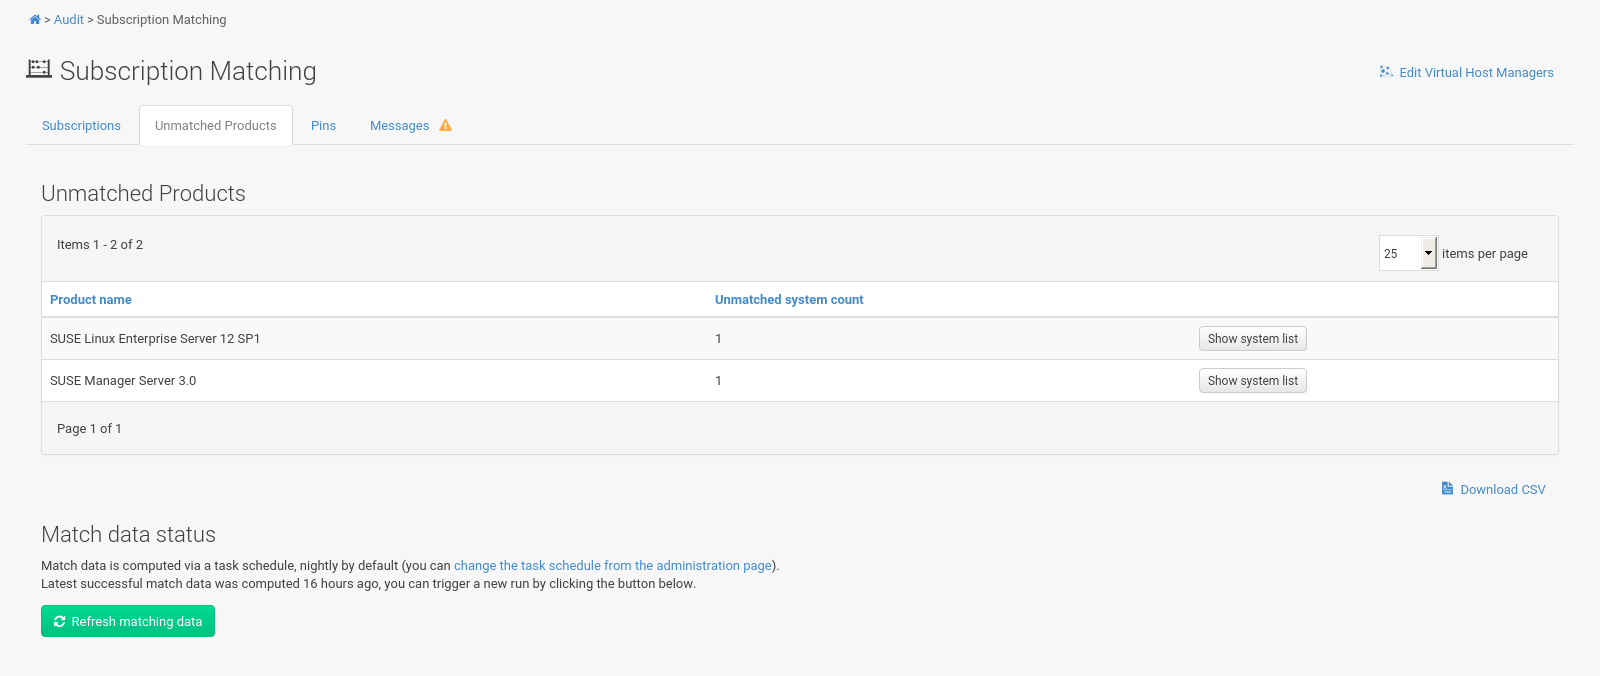 > Audit > Subscription Matching
Subscription Matching
Edit Virtual Host Managers
Subscriptions
Unmatched Products
Pins
Messages
Unmatched Products
Items 1 - 2 of 2
25 items per page
Product name
Unmatched system count
SUSE Linux Enterprise Server 12 SP1
1
Show system list
SUSE Manager Server 3.0
1
Show system list
Page 1 of 1
Download CSV
Match data status
Match data is computed via a task schedule, nightly by default (you can change the task schedule from the administration page).
Latest successful match data was computed 16 hours ago, you can trigger a new run by clicking the button below.
Refresh matching data